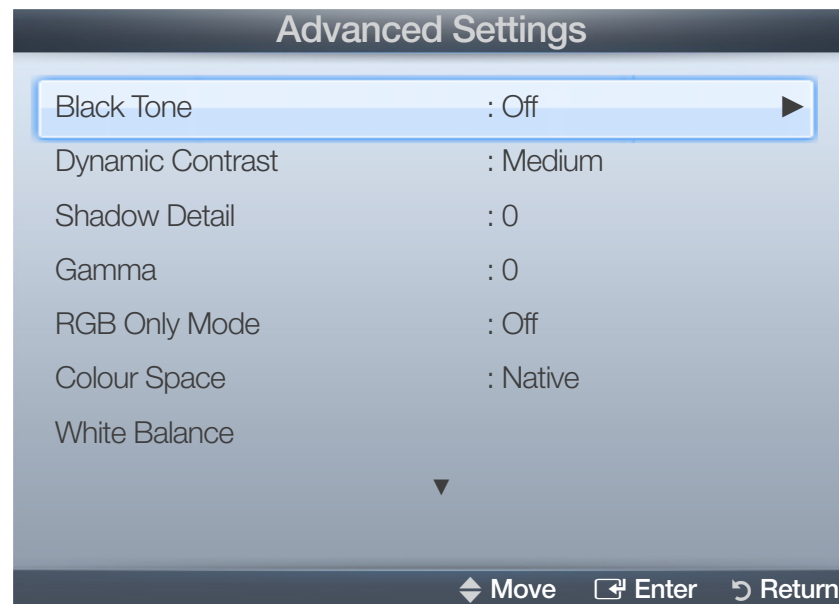 Advanced Settings
Black Tone : Off ►
Dynamic Contrast : Medium
Shadow Detail : 0
Gamma : 0
RGB Only Mode : Off
Colour Space : Native
White Balance
▼
Move Enter Return